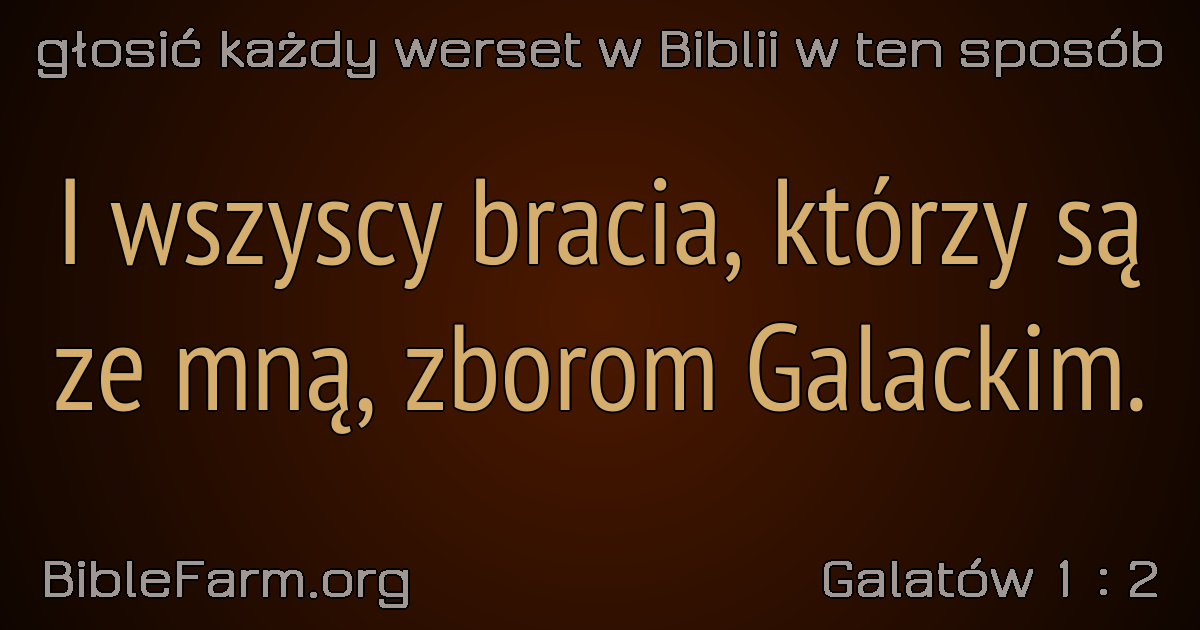 głosić każdy werset w Biblii w ten sposób
I wszyscy bracia, którzy są
ze mną, zborom Galackim.
BibleFarm.org
Galatów 1 : 2